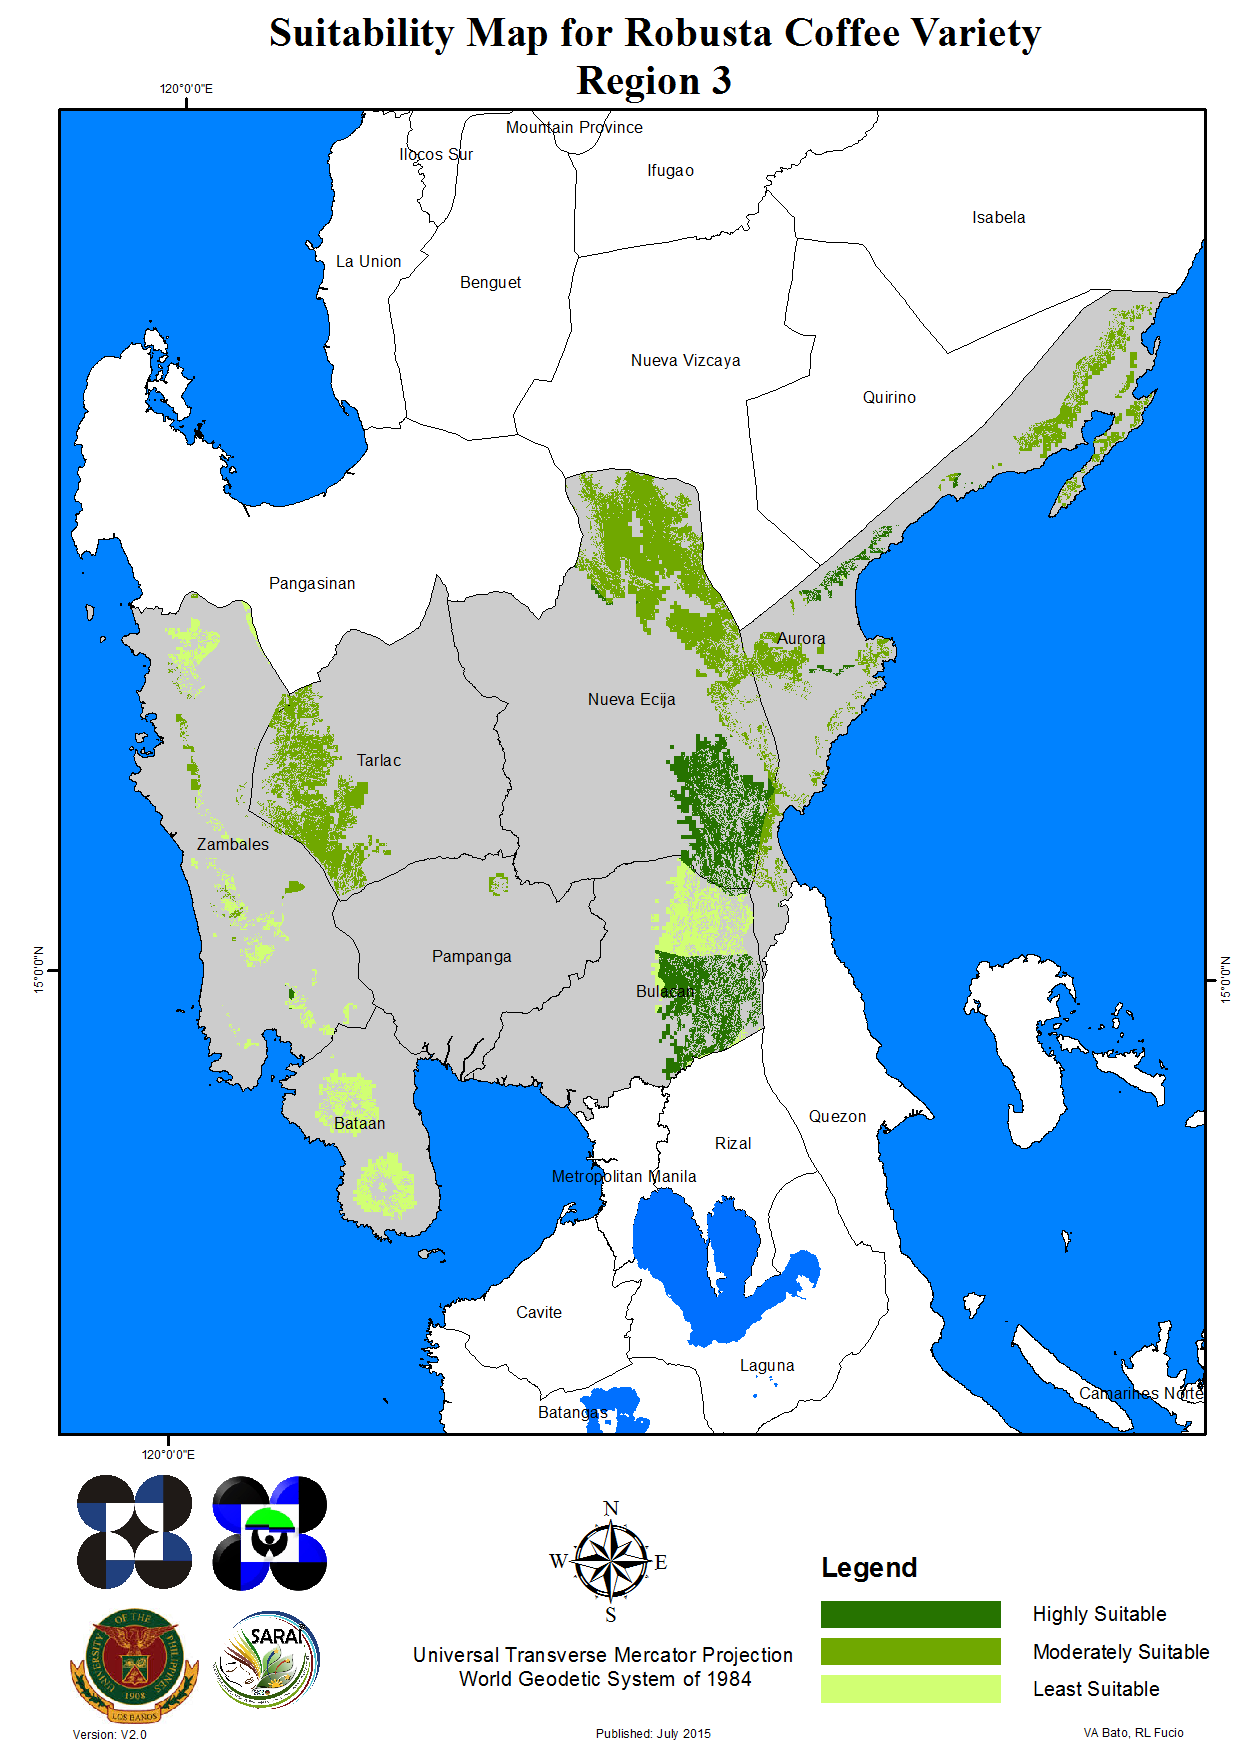 Suitability Map for Robusta Coffee Variety
Region 3
120°0'0"E
Mountain Province
Ilocos Sur
Ifugao
Isabela
La Union
Benguet
Nueva Vizcaya
Quirino
Pangasinan
Aurora
Nueva Ecija
Tarlac
Zambales
Pampanga
15°0'0"N
15°0'0"N
Bulacan
Bataan
Quezon
Rizal
Metropolitan Manila
Cavite
Laguna
Camarines Norte
Batangas
120°0'0"E
N
W
E
S
Legend
Highly Suitable
Moderately Suitable
Least Suitable
Universal Transverse Mercator Projection
World Geodetic System of 1984
UNIVERSITY OF THE PHILIPPINES
1908
LOS BAÑOS
SARAI
Version: V2.0
Published: July 2015
VA Bato, RL Fucio